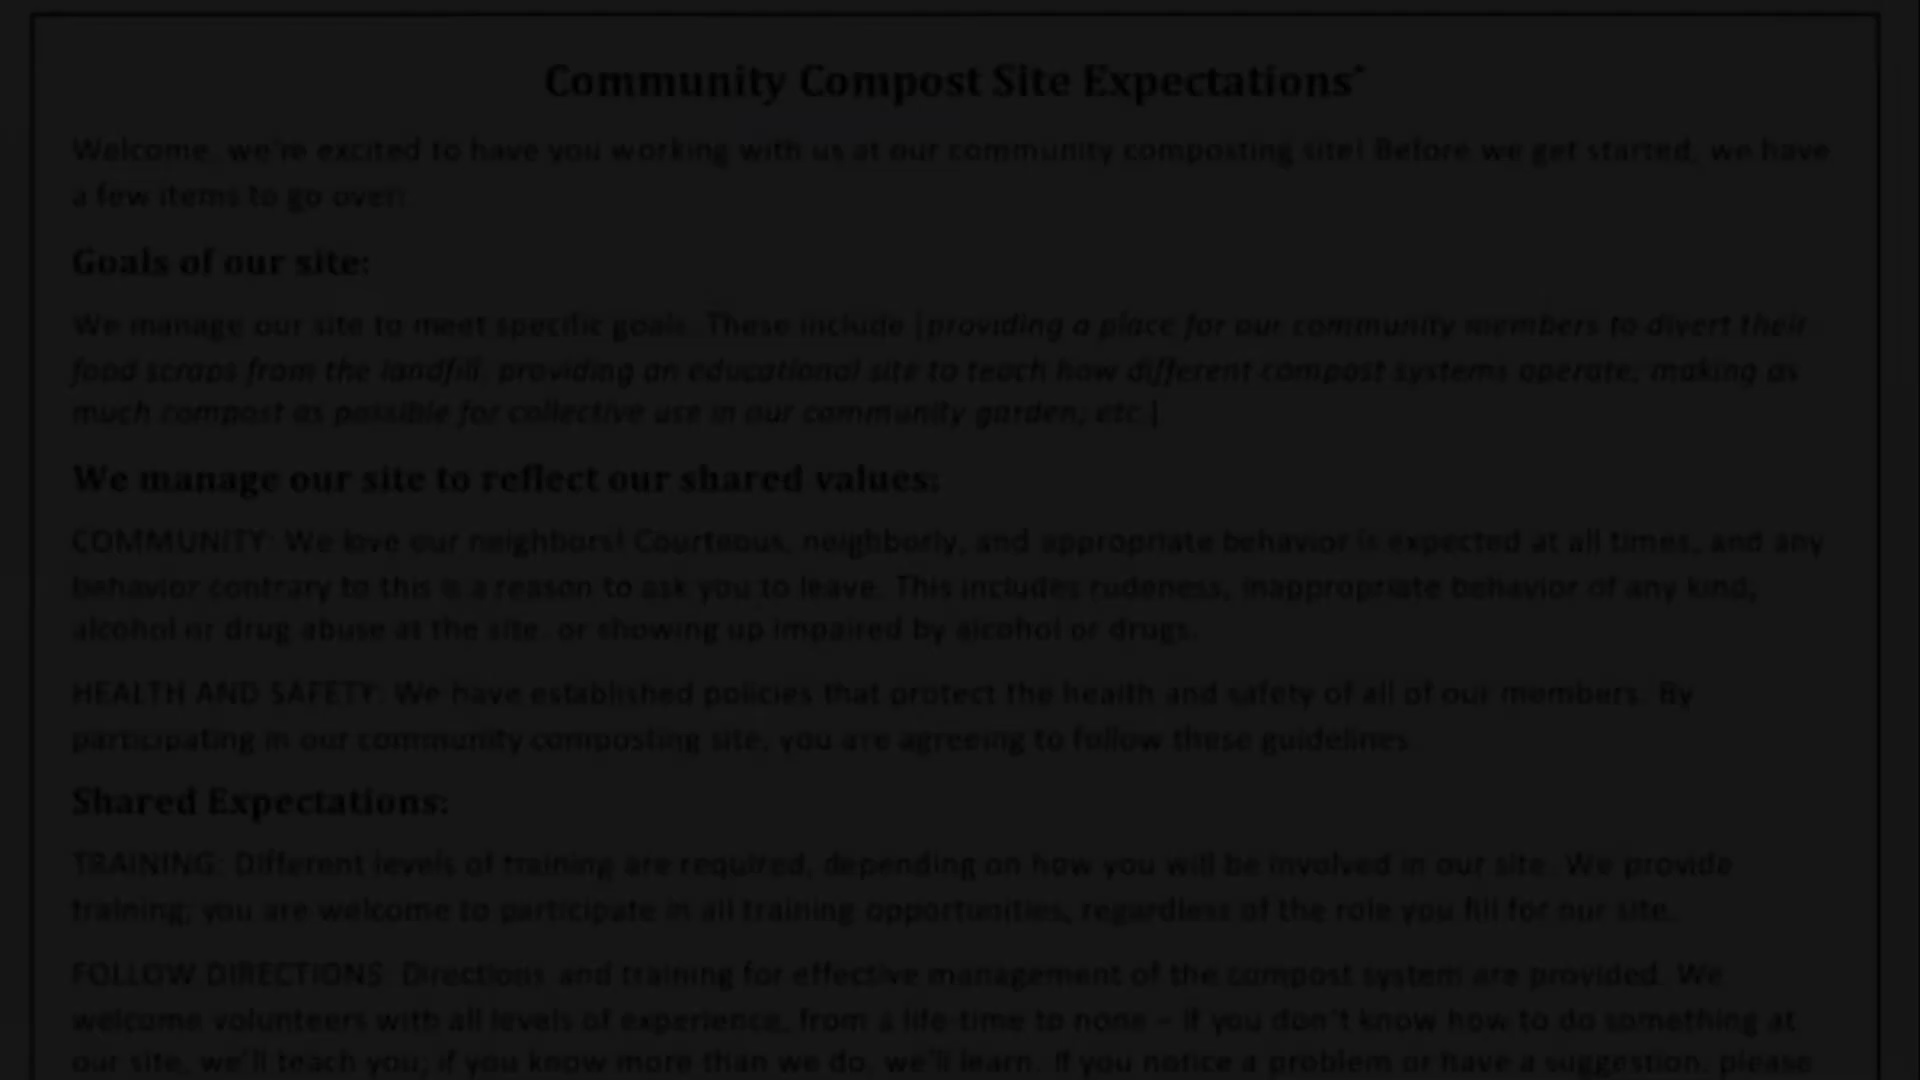 Community Compost Site Expectations*
Welcome, we're excited to have you working with us at our community composting site! Before we get started, we have
a few items to go over:
Goals of our site:
We manage our site to meet specific goals. These include [providing a place for our community members to divert their
food scraps from the landfill; providing an educational site to teach how different compost systems operate; making as
much compost as possible for collective use in our community garden, etc.]
We manage our site to reflect our shared values:
COMMUNITY: We love our neighbors! Courteous, neighborly, and appropriate behavior is expected at all times, and any
behavior contrary to this is a reason to ask you to leave. This includes rudeness, inappropriate behavior of any kind,
alcohol or drug abuse at the site, or showing up impaired by alcohol or drugs.
HEALTH AND SAFETY: We have established policies that protect the health and safety of all of our members. By
participating in our community composting site, you are agreeing to follow these guidelines.
Shared Expectations:
TRAINING: Different levels of training are required, depending on how you will be involved in our site. We provide
training; you are welcome to participate in all training opportunities, regardless of the role you fill for our site.
FOLLOW DIRECTIONS: Directions and training for effective management of the compost system are provided. We
welcome volunteers with all levels of experience, from a life-time to none – if you don't know how to do something at
our site, we'll teach you; if you know more than we do, we'll learn. If you notice a problem or have a suggestion, please